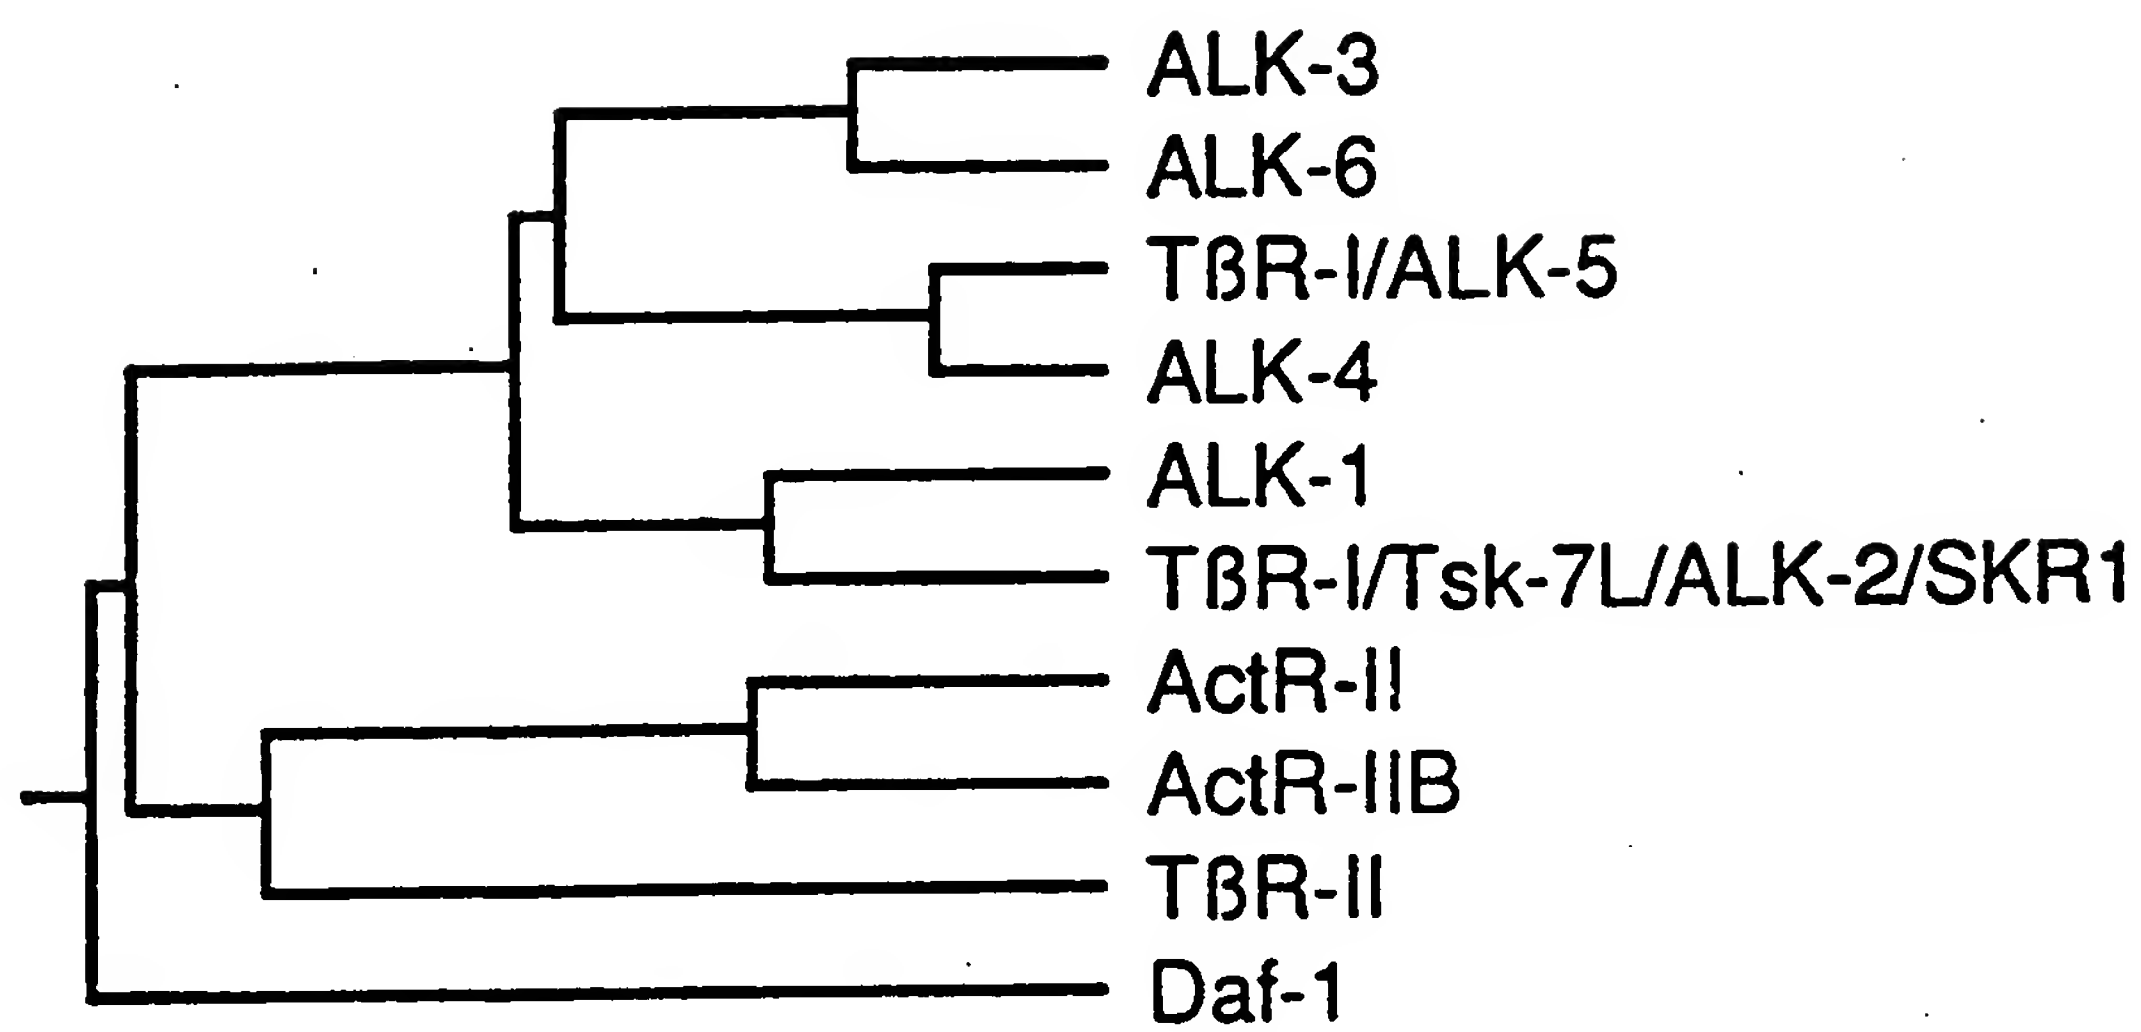 ALK-3
ALK-6
TßR-I/ALK-5
ALK-4
ALK-1
TßR-I/Tsk-7L/ALK-2/SKR1
ActR-II
ActR-IIB
TßR-II
Daf-1